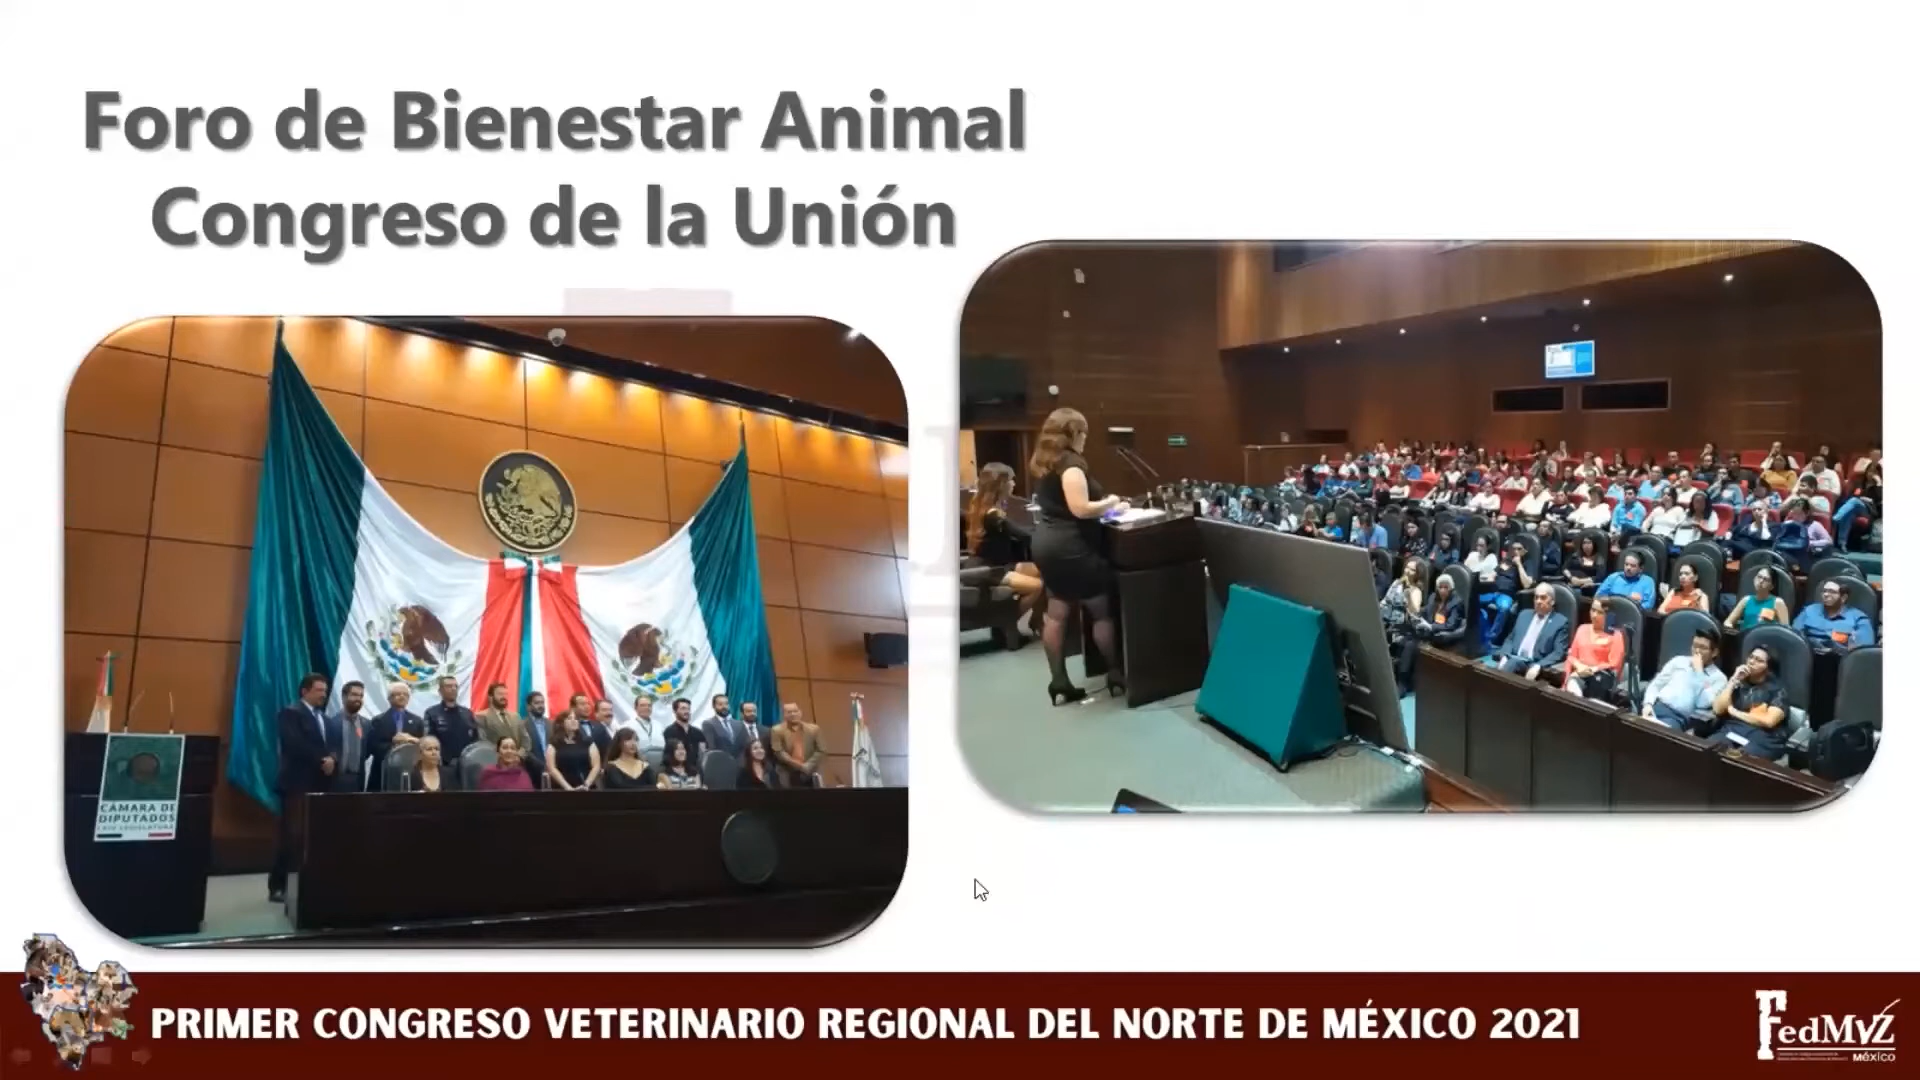 Foro de Bienestar Animal
Congreso de la Unión
CÁMARA DE
DIPUTADOS
PRIMER CONGRESO VETERINARIO REGIONAL DEL NORTE DE MÉXICO 2021
FedMVZ
México